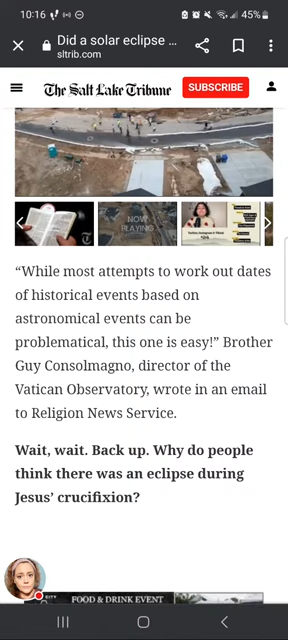 10:16
45%
Did a solar eclipse ...
sltrib.com
The Salt Lake Tribune
SUBSCRIBE
NOW
PLAYING
“While most attempts to work out dates
of historical events based on
astronomical events can be
problematical, this one is easy!” Brother
Guy Consolmagno, director of the
Vatican Observatory, wrote in an email
to Religion News Service.
Wait, wait. Back up. Why do people
think there was an eclipse during
Jesus’ crucifixion?
CITY
FOOD & DRINK EVENT